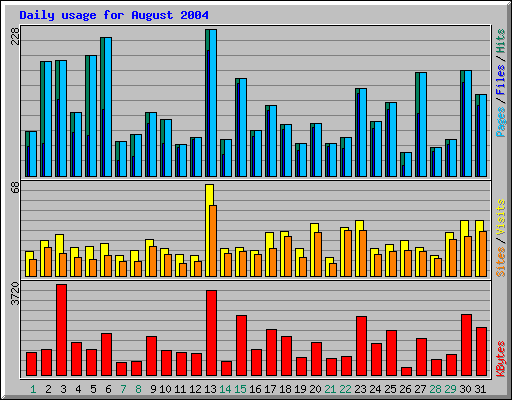 Daily usage for August 2004
228
Pages / Files / Hits
68
Sites / Visits
3720
KBytes
1 2 3 4 5 6 7 8 9 10 11 12 13 14 15 16 17 18 19 20 21 22 23 24 25 26 27 28 29 30 31